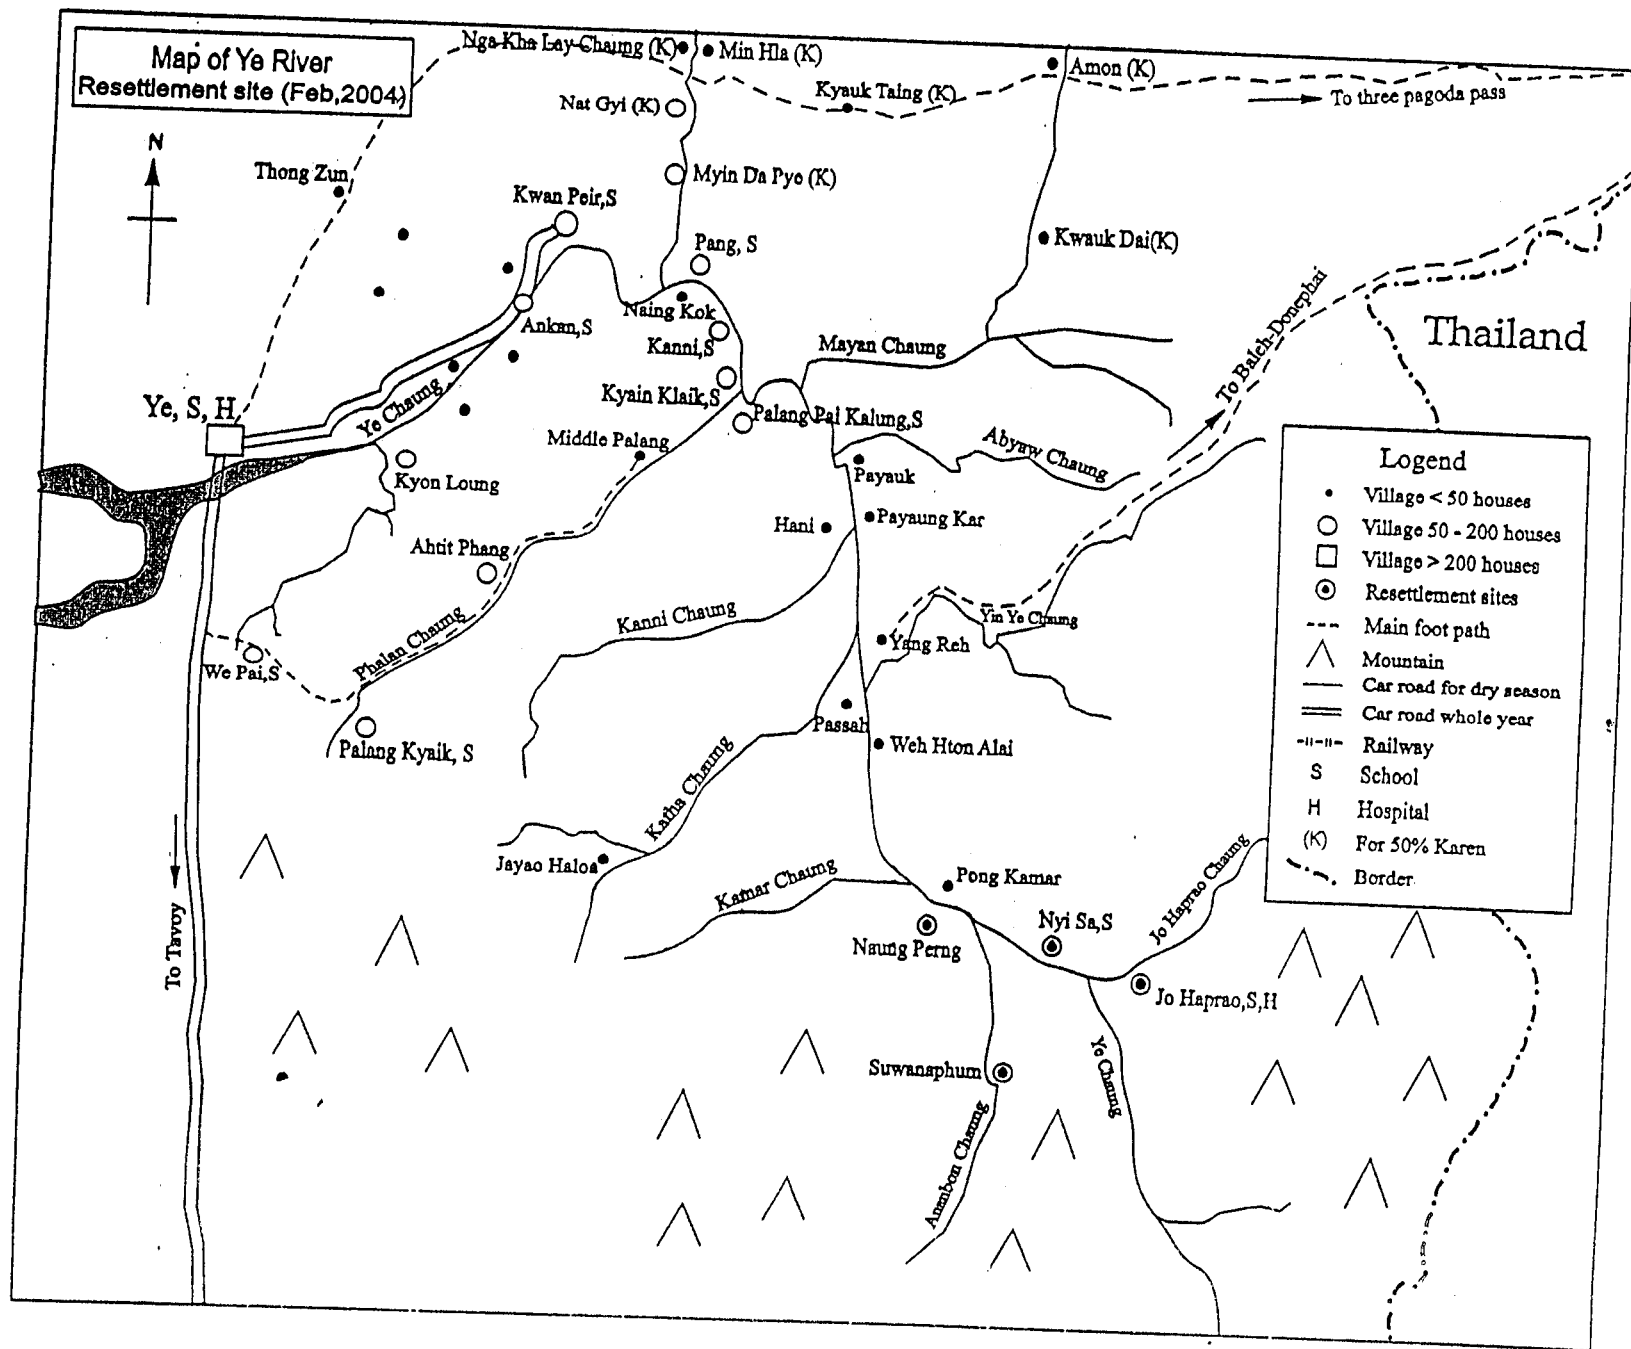 Map of Ye River
Resettlement site (Feb,2004)
Nga Kha Lay Chaung (K)
Min Hla (K)
Amon (K)
Kyauk Taing (K)
To three pagoda pass
Nat Gyi (K)
N
Thong Zun
Myin Da Pyo (K)
Kwan Peir,S
Pang, S
Kwauk Dai(K)
Naing Kok
Ankan,S
Kanni,S
Mayan Chaung
To Baleh-Donephai
Thailand
Kyain Klaik,S
Ye, S, H
Ye Chaung
Palang Pai Kalung,S
Middle Palang
Abyaw Chaung
Kyon Loung
Payauk
Hani
Payaung Kar
Ahtit Phang
Kanni Chaung
Yin Ye Chaung
Yang Reh
Phalan Chaung
We Pai,S
Passah
Palang Kyaik, S
Weh Hton Alai
Katha Chaung
Jayao Haloa
Kamar Chaung
Pong Kamar
Jo Haprao Chaung
To Tavoy
Nyi Sa,S
Naung Perng
Jo Haprao,S,H
Suwanaphum
Ye Chaung
Ananbon Chaung
Legend
Village < 50 houses
Village 50 - 200 houses
Village > 200 houses
Resettlement sites
Main foot path
Mountain
Car road for dry season
Car road whole year
Railway
S School
H Hospital
(K) For 50% Karen
Border